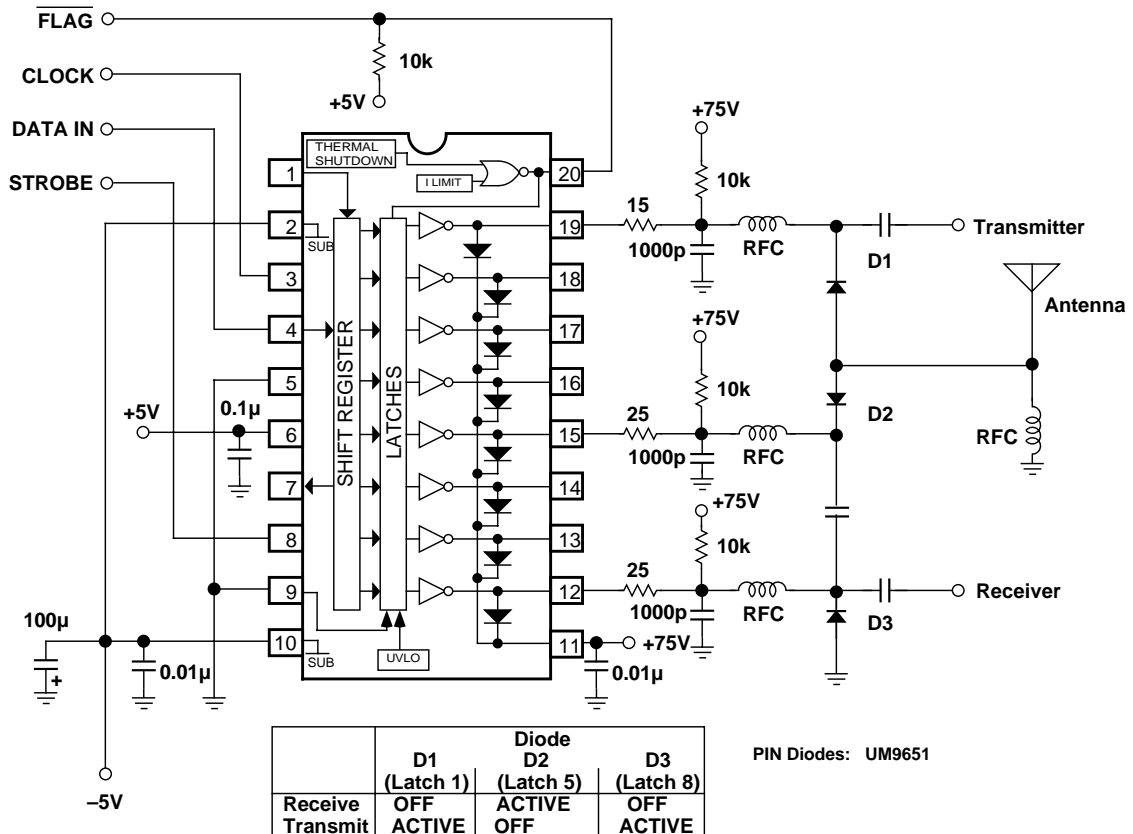 FLAG
10k
CLOCK
+5V
+75V
DATA IN
THERMAL
SHUTDOWN
I LIMIT
STROBE
1
20
10k
15
2
19
Transmitter
SUB
1000p
RFC
D1
3
18
Antenna
4
17
+75V
5
16
10k
+5V
0.1µ
SHIFT REGISTER
LATCHES
25
D2
6
15
RFC
1000p
RFC
7
14
+75V
8
13
10k
25
9
12
Receiver
1000p
RFC
D3
100µ
10
11
+75V
SUB
UVLO
+
0.01µ
0.01µ
–5V
Diode
D1 D2 D3
(Latch 1) (Latch 5) (Latch 8)
Receive OFF ACTIVE OFF
Transmit ACTIVE OFF ACTIVE
PIN Diodes: UM9651